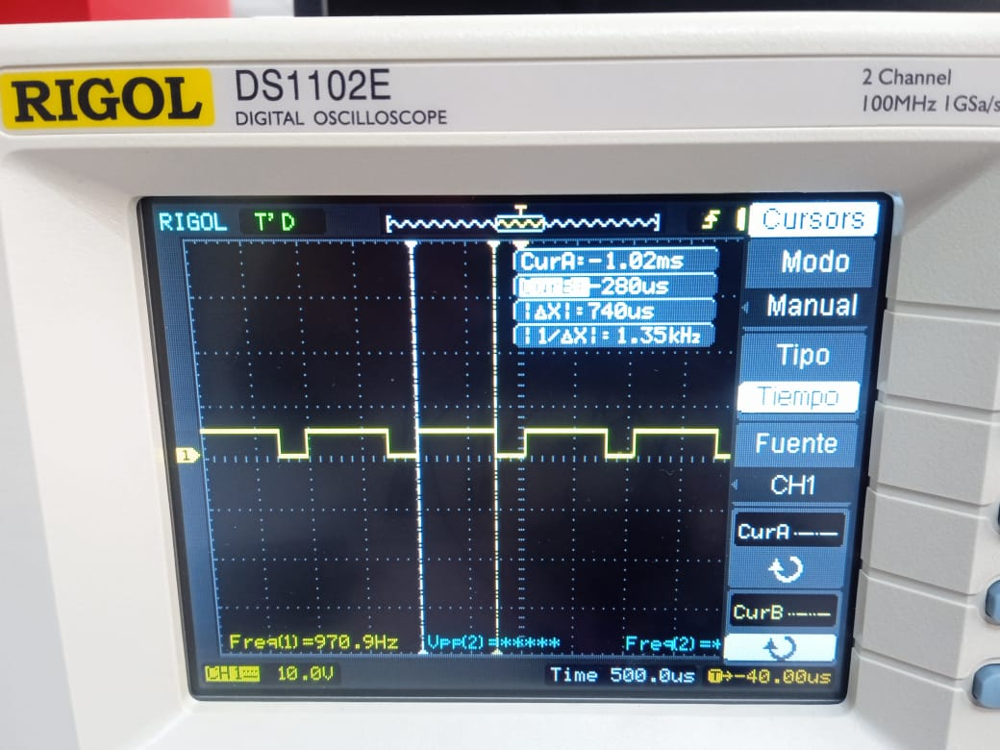 RIGOL
DS1102E
DIGITAL OSCILLOSCOPE
2 Channel
100MHz 1GSa/s
RIGOL T'D
T
Cursors
CurA:-1.02ms
CurB:-280us
|ΔX|:740us
|1/ΔX|:1.35kHz
Modo
Manual
Tipo
Tiempo
Fuente
CH1
CurA
CurB
1
Freq(1)=970.9Hz Vpp(2)=****** Freq(2)=*
CH1 10.0V Time 500.0us T→-40.00us